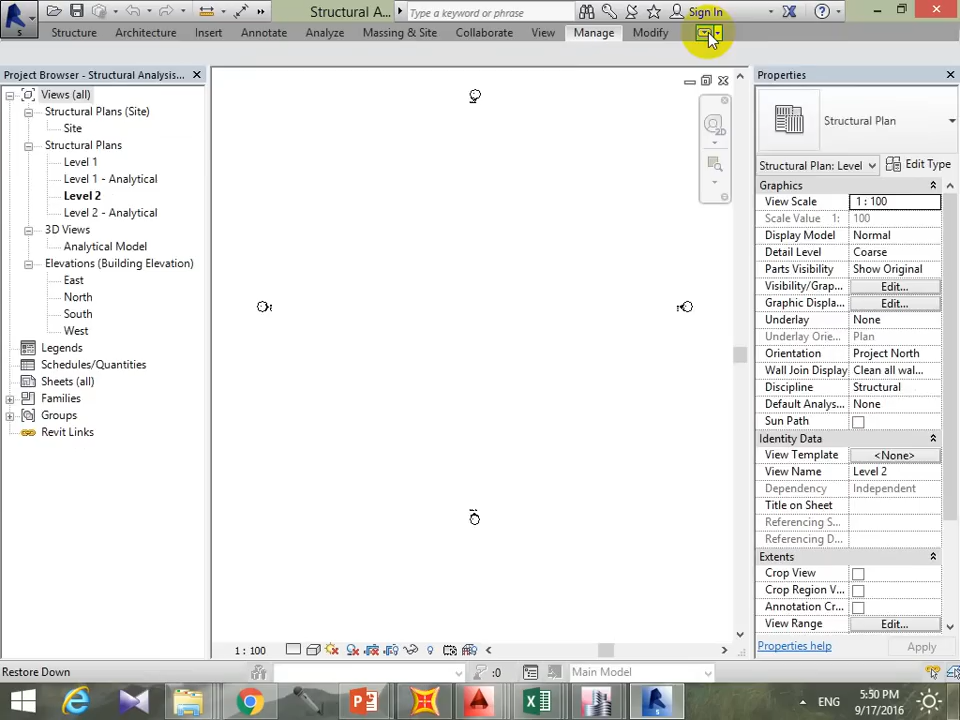 Structural A...
Type a keyword or phrase
Sign In
Structure
Architecture
Insert
Annotate
Analyze
Massing & Site
Collaborate
View
Manage
Modify
Project Browser - Structural Analysis...
Views (all)
Structural Plans (Site)
Site
Structural Plans
Level 1
Level 1 - Analytical
Level 2
Level 2 - Analytical
3D Views
Analytical Model
Elevations (Building Elevation)
East
North
South
West
Legends
Schedules/Quantities
Sheets (all)
Families
Groups
Revit Links
2D
Properties
Structural Plan
Structural Plan: Level
Edit Type
Graphics
View Scale 1 : 100
Scale Value 1: 100
Display Model Normal
Detail Level Coarse
Parts Visibility Show Original
Visibility/Grap... Edit...
Graphic Displa... Edit...
Underlay None
Underlay Orie... Plan
Orientation Project North
Wall Join Display Clean all wal...
Discipline Structural
Default Analys... None
Sun Path
Identity Data
View Template <None>
View Name Level 2
Dependency Independent
Title on Sheet
Referencing S...
Referencing D...
Extents
Crop View
Crop Region V...
Annotation Cr...
View Range Edit...
Properties help
Apply
1 : 100
Restore Down
:0
Main Model
ENG
5:50 PM
9/17/2016